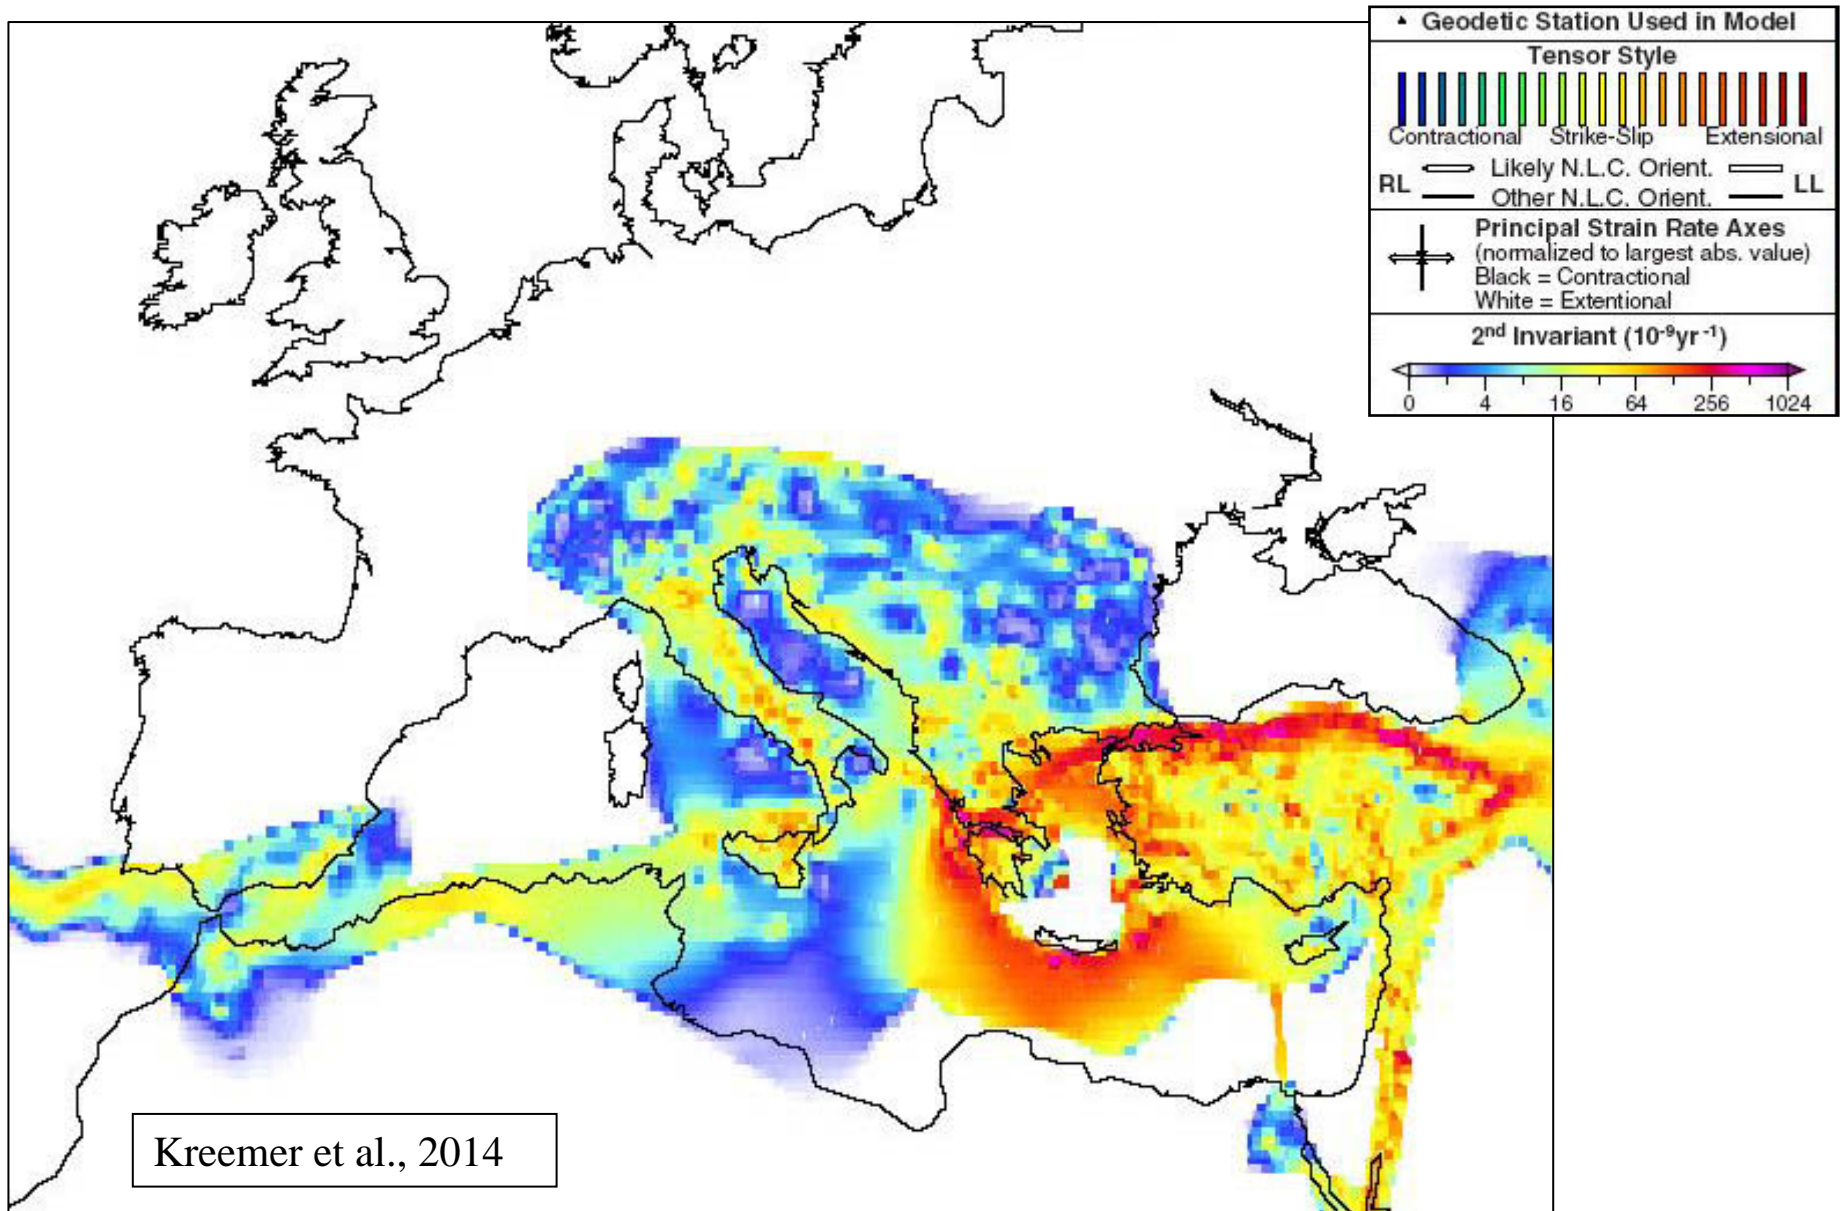 ▲ Geodetic Station Used in Model
Tensor Style
Contractional Strike-Slip Extensional
RL Likely N.L.C. Orient. LL
Other N.L.C. Orient.
Principal Strain Rate Axes
(normalized to largest abs. value)
Black = Contractional
White = Extentional
2nd Invariant (10-9yr-1)
0 4 16 64 256 1024
Kreemer et al., 2014